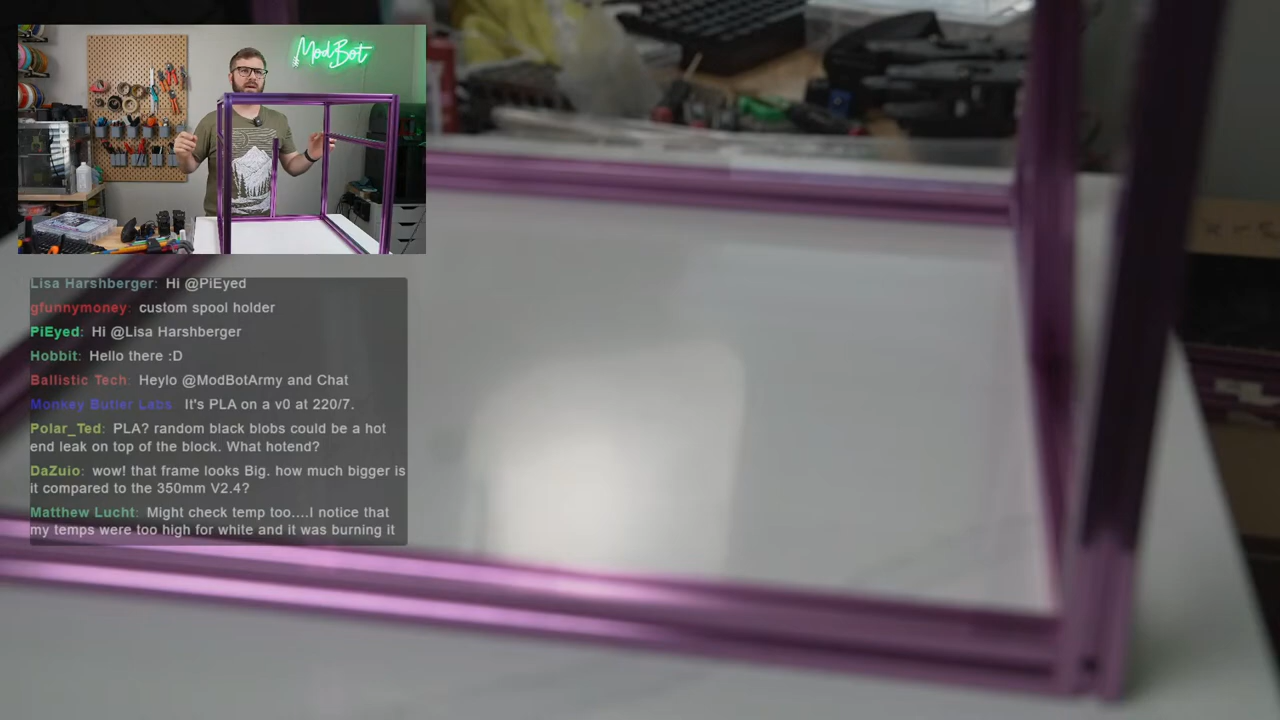 ModBot
Lisa Harshberger: Hi @PiEyed
gfunnymoney: custom spool holder
PiEyed: Hi @Lisa Harshberger
Hobbit: Hello there :D
Ballistic Tech: Heylo @ModBotArmy and Chat
Monkey Butler Labs: It's PLA on a v0 at 220/7.
Polar_Ted: PLA? random black blobs could be a hot
end leak on top of the block. What hotend?
DaZuio: wow! that frame looks Big. how much bigger is
it compared to the 350mm V2.4?
Matthew Lucht: Might check temp too....I notice that
my temps were too high for white and it was burning it